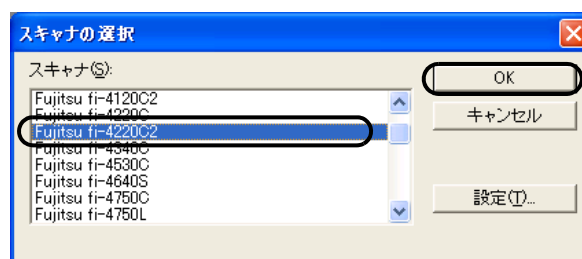 スキャナの選択
スキャナ(S):
Fujitsu fi-4120C2
Fujitsu fi-4220C
Fujitsu fi-4220C2
Fujitsu fi-4340C
Fujitsu fi-4530C
Fujitsu fi-4640S
Fujitsu fi-4750C
Fujitsu fi-4750L
OK
キャンセル
設定(T)...